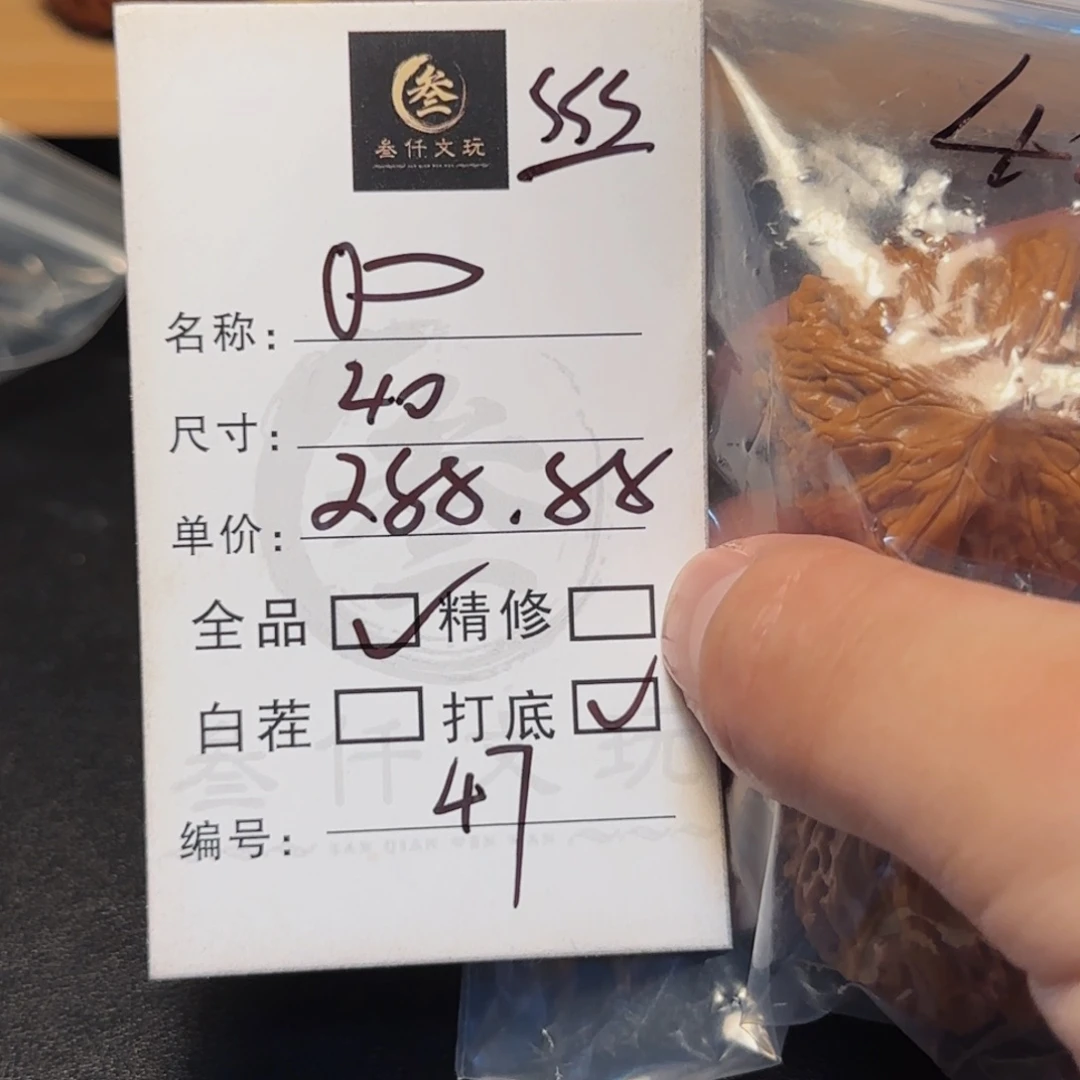 叁
叁仟文玩
SSS
名称：
尺寸：40
单价：288.88
全品 ✓ 精修
白茬 打底 ✓
编号：47